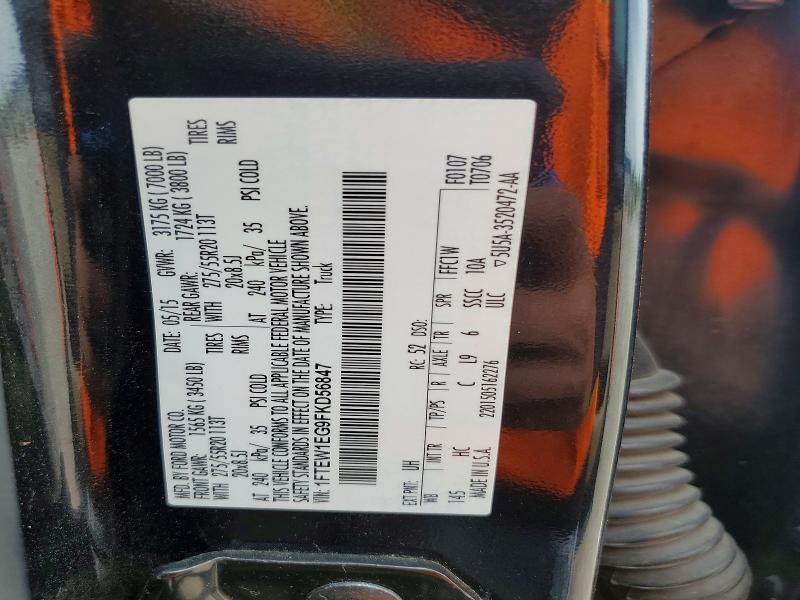 MFD. BY FORD MOTOR CO. DATE: 05/15 GVWR: 3175 KG ( 7000 LB)
FRONT GAWR: 1565 KG ( 3450 LB) REAR GAWR: 1724 KG ( 3800 LB)
275/55R20 113T TIRES WITH 275/55R20 113T TIRES
20x8.5J RIMS 20x8.5J RIMS
AT 240 kPa/ 35 PSI COLD AT 240 kPa/ 35 PSI COLD
THIS VEHICLE CONFORMS TO ALL APPLICABLE FEDERAL MOTOR VEHICLE
SAFETY STANDARDS IN EFFECT ON THE DATE OF MANUFACTURE SHOWN ABOVE.
VIN: 1FTEW1EG9FKD56847 TYPE: Truck
F0107
T0706
EXT PNT: UH RC: 52 DSO:
WB INT TR TP/PS R AXLE TR SPR FFC1W
145 HC C L9 6 SSCC 10A
MADE IN U.S.A. 2201505162276 ULC
▽5U5A-3520472-AA